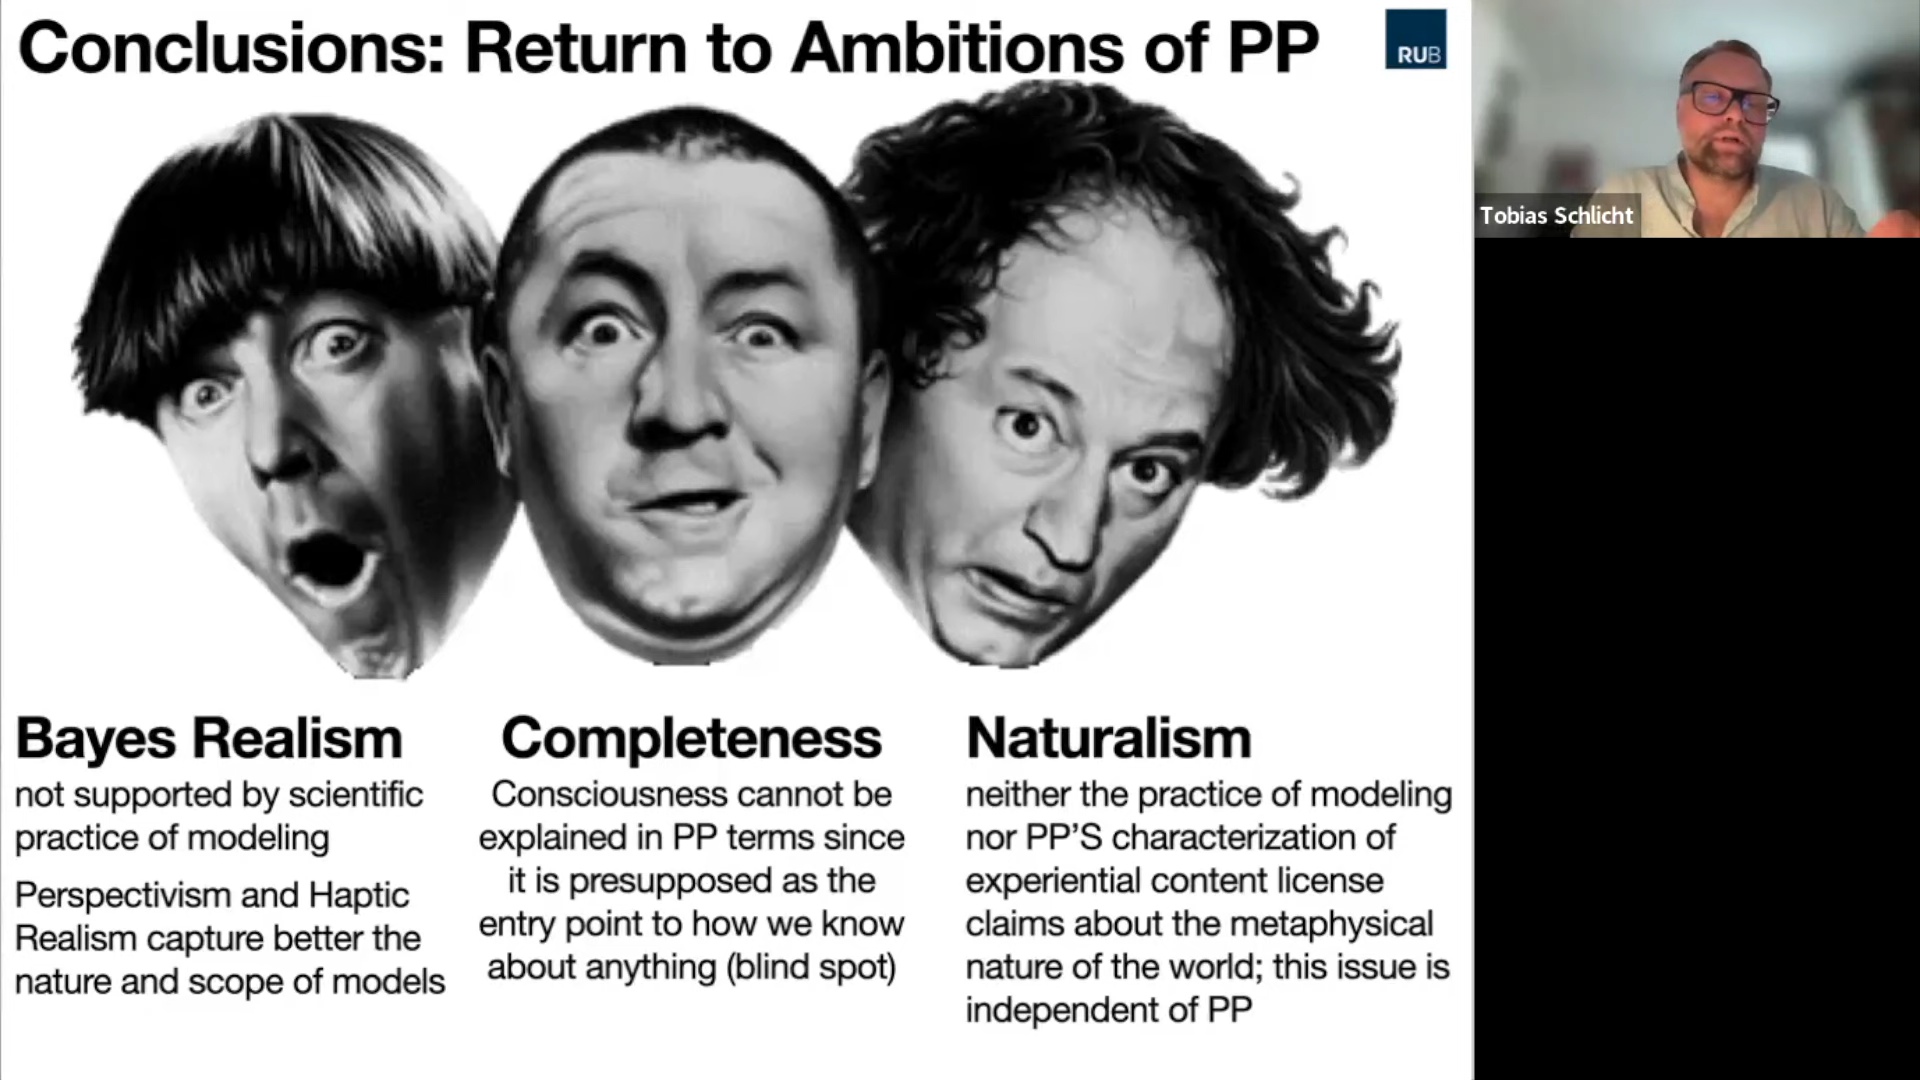 Conclusions: Return to Ambitions of PP
RUB
Tobias Schlicht
Bayes Realism
not supported by scientific
practice of modeling
Perspectivism and Haptic
Realism capture better the
nature and scope of models
Completeness
Consciousness cannot be
explained in PP terms since
it is presupposed as the
entry point to how we know
about anything (blind spot)
Naturalism
neither the practice of modeling
nor PP'S characterization of
experiential content license
claims about the metaphysical
nature of the world; this issue is
independent of PP